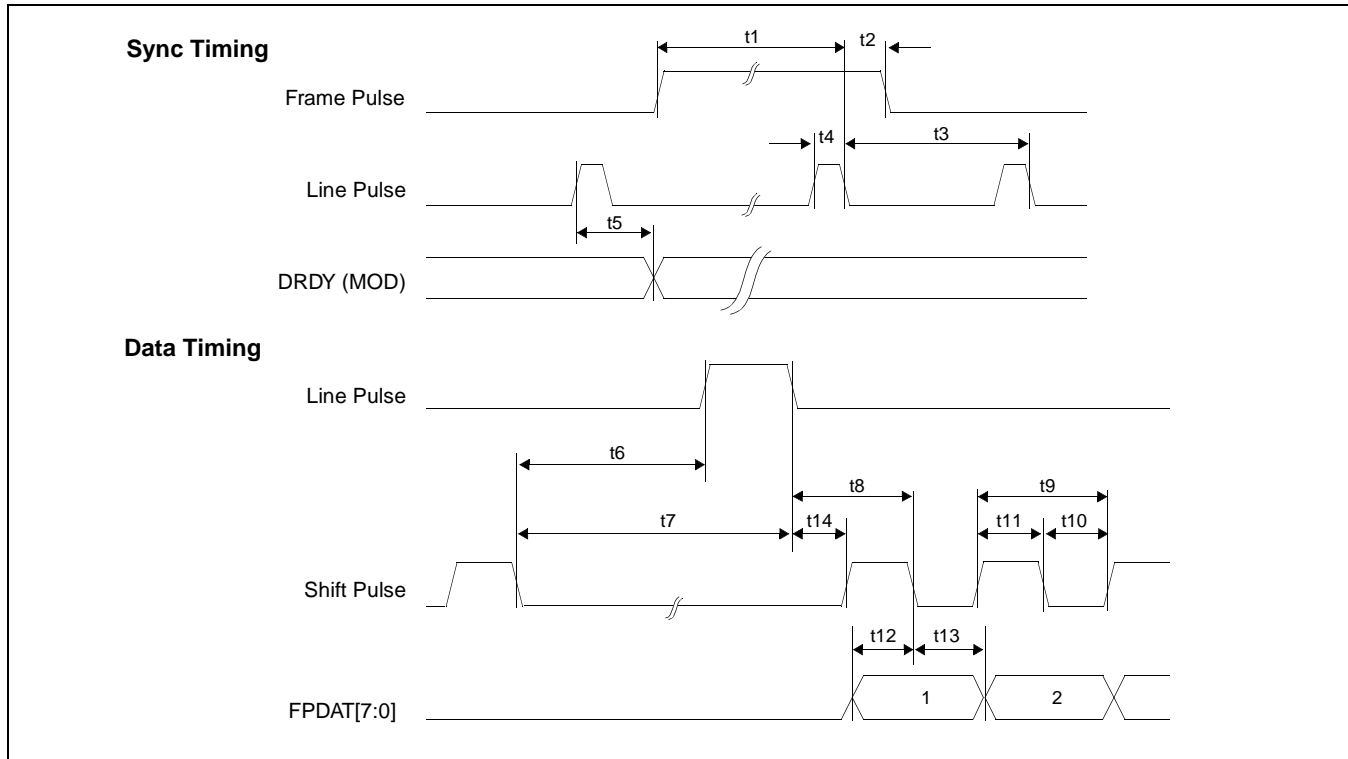 Sync Timing
t1
t2
Frame Pulse
t4
t3
Line Pulse
t5
DRDY (MOD)
Data Timing
Line Pulse
t6
t8
t9
t7
t14
t11
t10
Shift Pulse
t12
t13
FPDAT[7:0]
1
2